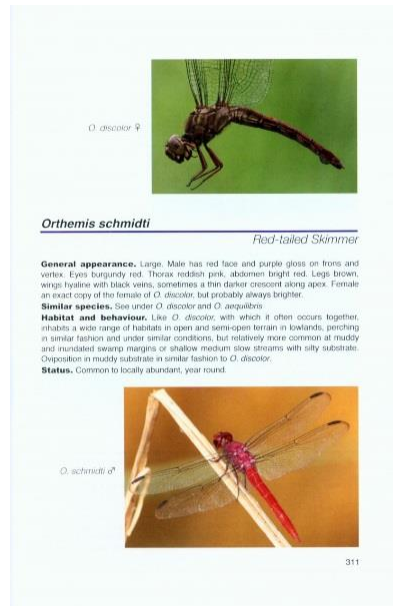 O. discolor ♀
Orthemis schmidti
Red-tailed Skimmer
General appearance. Large. Male has red face and purple gloss on frons and
vertex. Eyes burgundy red. Thorax reddish pink, abdomen bright red. Legs brown,
wings hyaline with black veins, sometimes a thin darker crescent along apex. Female
an exact copy of the female of O. discolor, but probably always brighter.
Similar species. See under O. discolor and O. aequilibris
Habitat and behaviour. Like O. discolor, with which it often occurs together,
inhabits a wide range of habitats in open and semi-open terrain in lowlands, perching
in similar fashion and under similar conditions, but relatively more common at muddy
and inundated swamp margins or shallow medium slow streams with silty substrate.
Oviposition in muddy substrate in similar fashion to O. discolor.
Status. Common to locally abundant, year round.
O. schmidti ♂
311